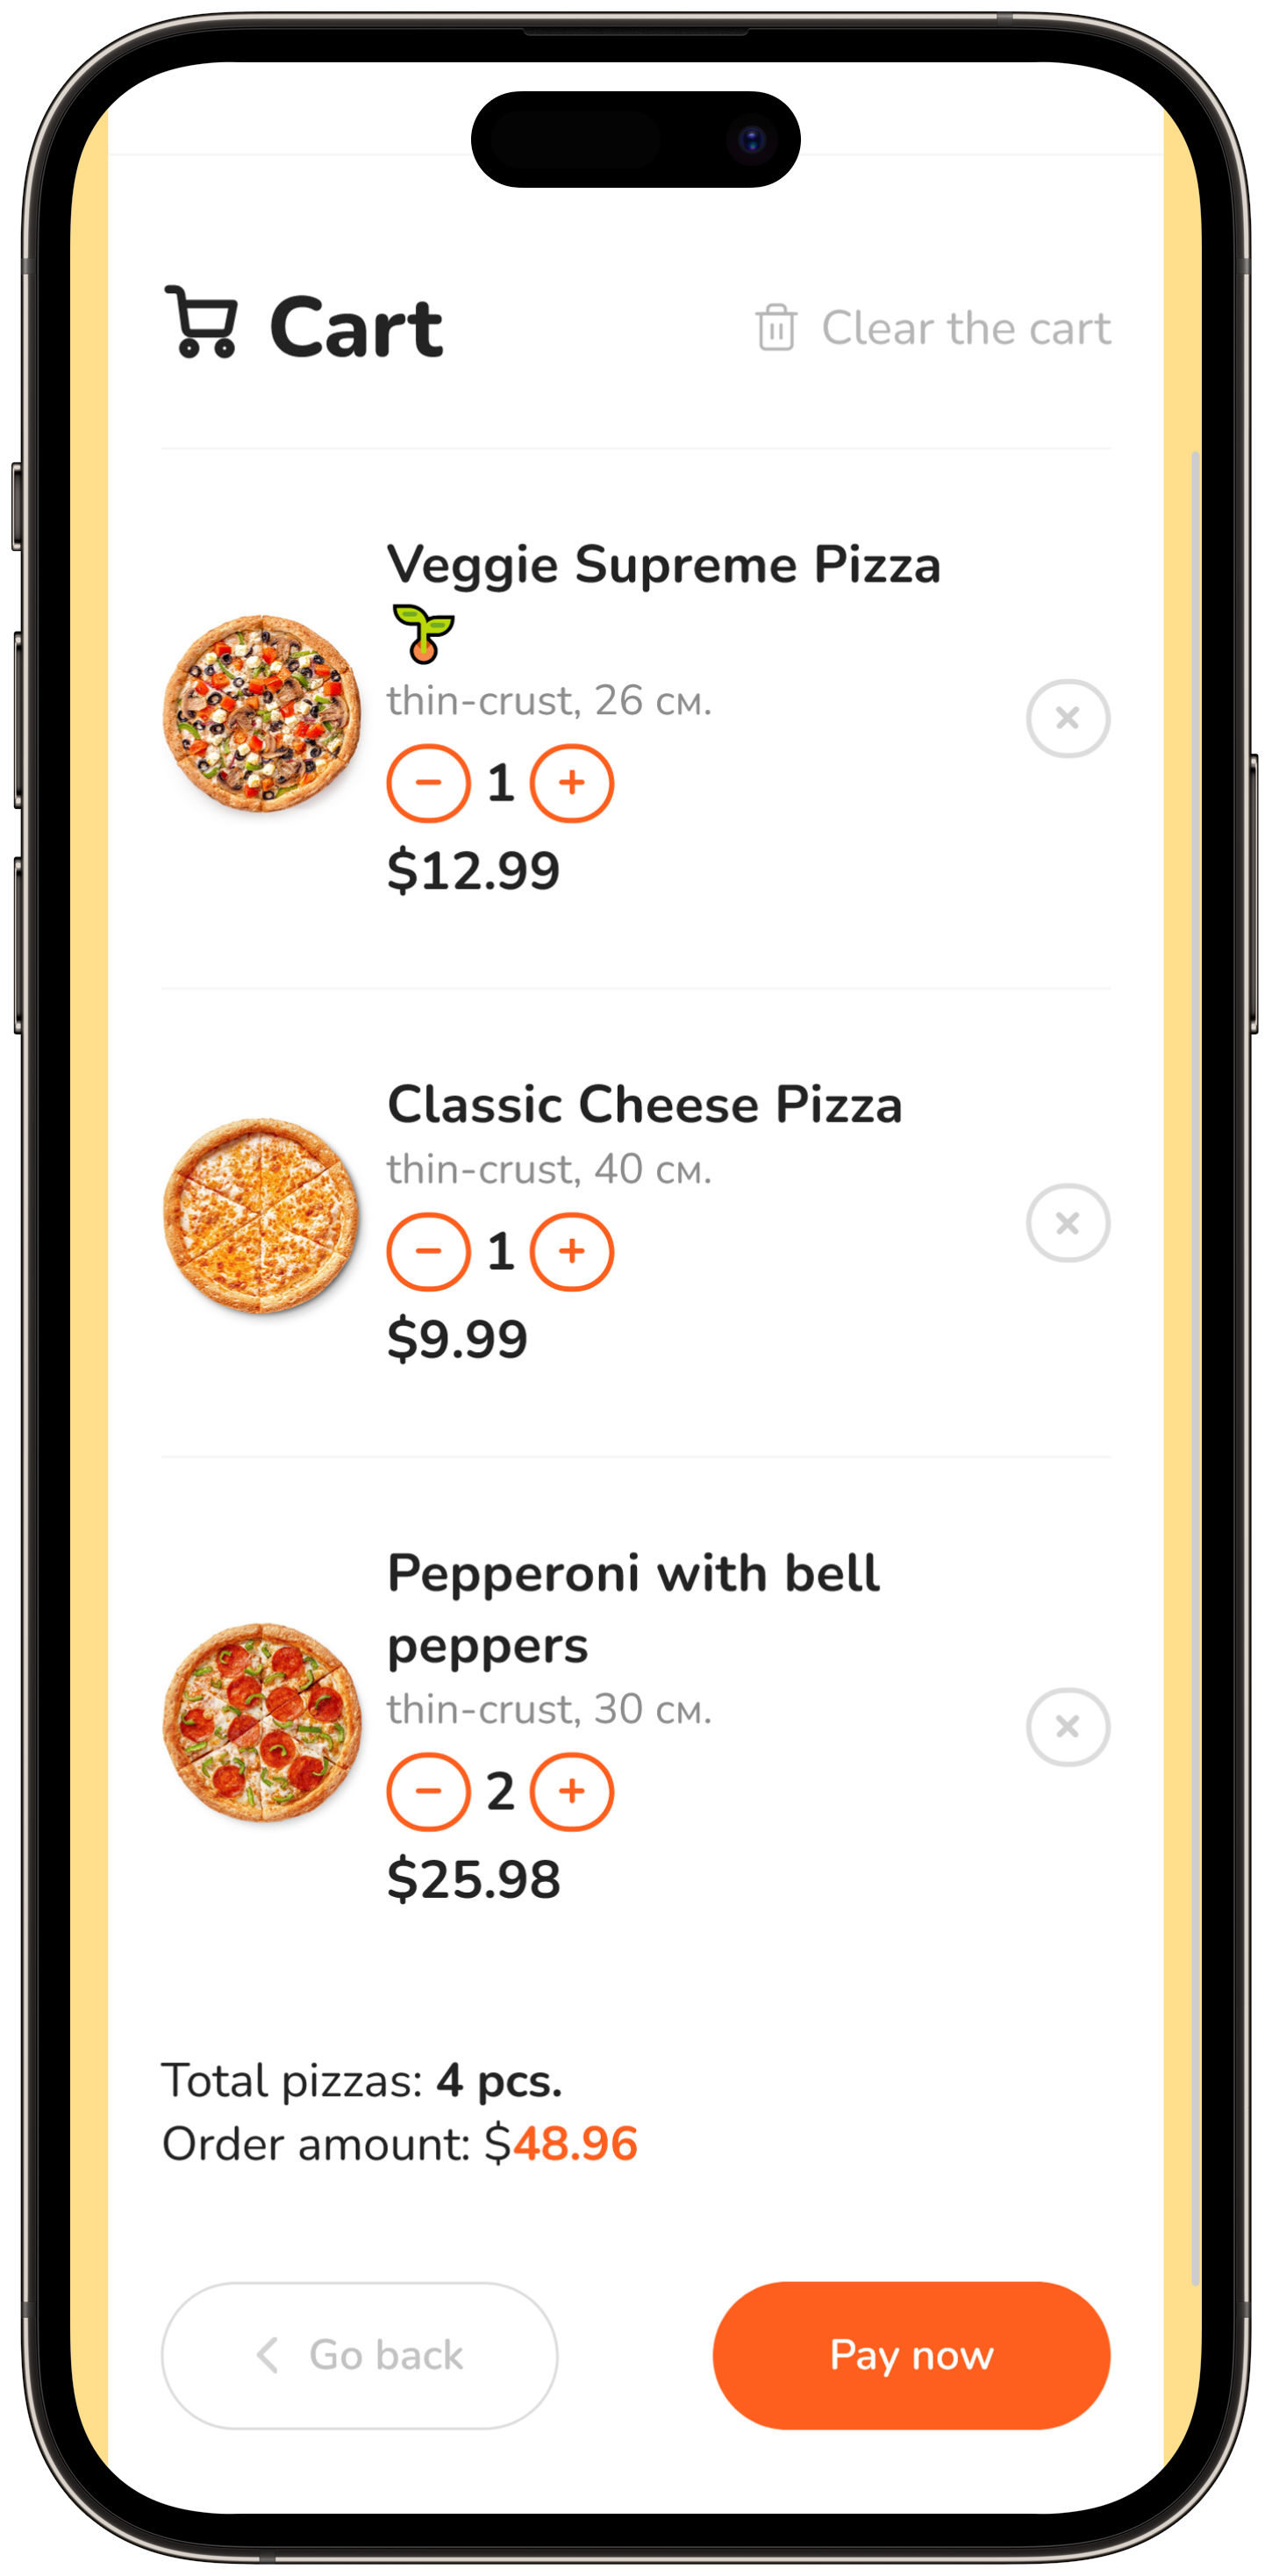 Cart
Clear the cart
Veggie Supreme Pizza
🌱
thin-crust, 26 см.
1
$12.99
Classic Cheese Pizza
thin-crust, 40 см.
1
$9.99
Pepperoni with bell
peppers
thin-crust, 30 см.
2
$25.98
Total pizzas: 4 pcs.
Order amount: $48.96
Go back
Pay now